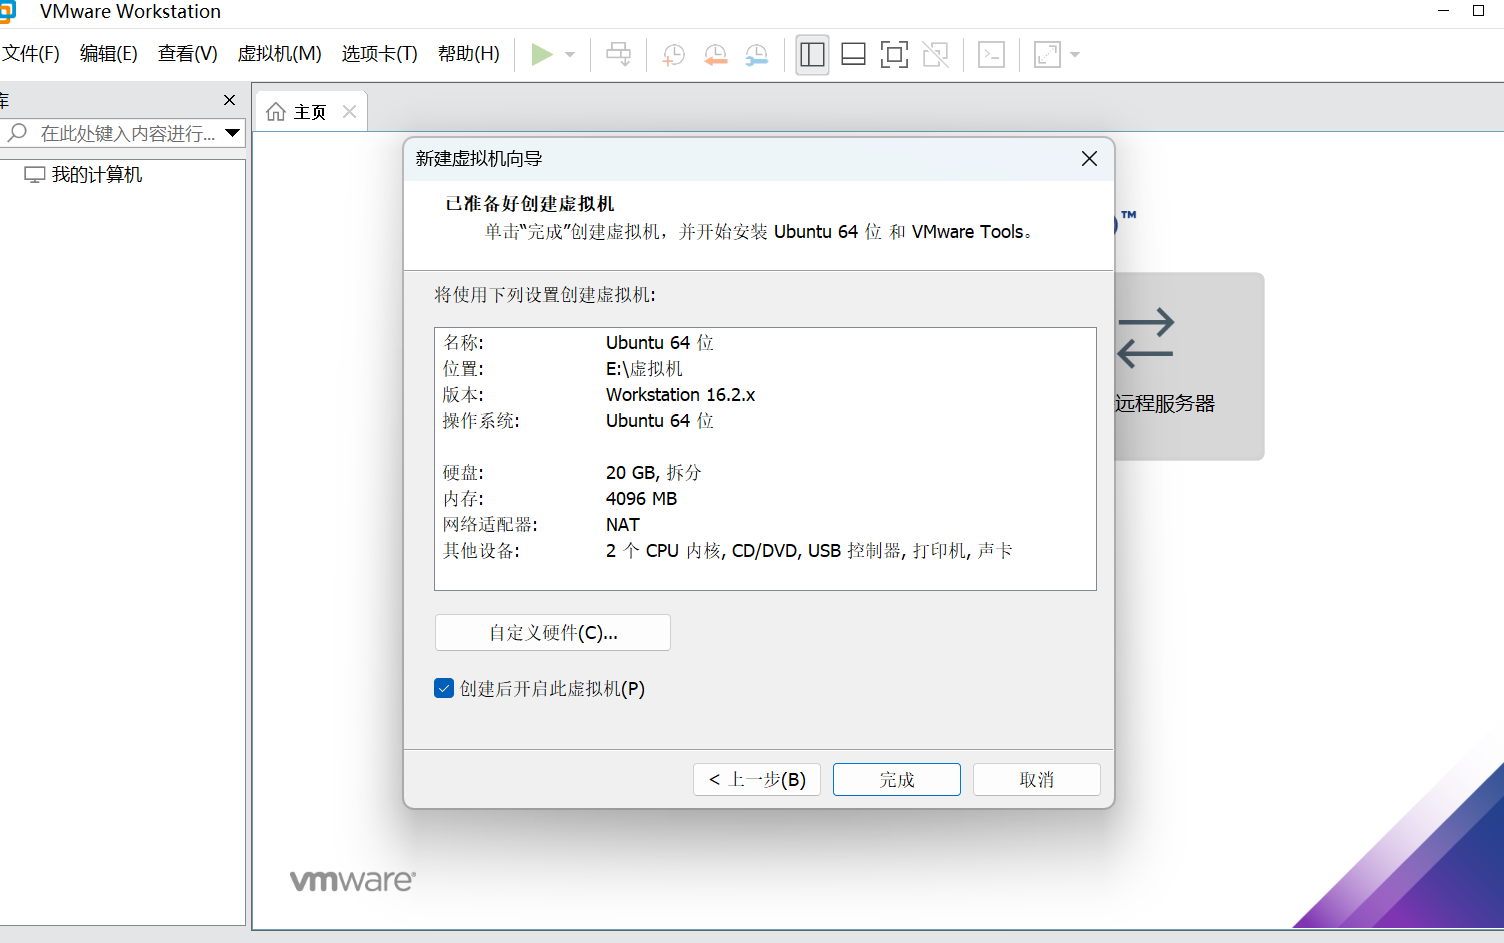 VMware Workstation
文件(F) 编辑(E) 查看(V) 虚拟机(M) 选项卡(T) 帮助(H)
库
主页
在此处键入内容进行...
我的计算机
新建虚拟机向导
已准备好创建虚拟机
单击“完成”创建虚拟机，并开始安装 Ubuntu 64 位 和 VMware Tools。
TM
将使用下列设置创建虚拟机:
名称: Ubuntu 64 位
位置: E:\虚拟机
版本: Workstation 16.2.x
操作系统: Ubuntu 64 位
硬盘: 20 GB, 拆分
内存: 4096 MB
网络适配器: NAT
其他设备: 2 个 CPU 内核, CD/DVD, USB 控制器, 打印机, 声卡
远程服务器
自定义硬件(C)...
创建后开启此虚拟机(P)
< 上一步(B) 完成 取消
vmware